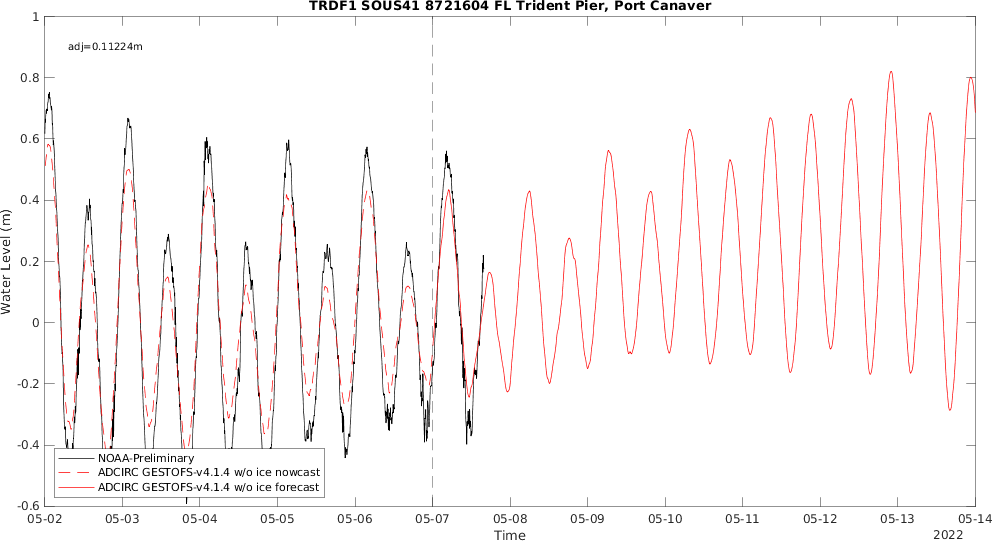 TRDF1 SOUS41 8721604 FL Trident Pier, Port Canaver
adj=0.11224m
Water Level (m)
1
0.8
0.6
0.4
0.2
0
-0.2
-0.4
-0.6
NOAA-Preliminary
ADCIRC GESTOFS-v4.1.4 w/o ice nowcast
ADCIRC GESTOFS-v4.1.4 w/o ice forecast
05-02 05-03 05-04 05-05 05-06 05-07 05-08 05-09 05-10 05-11 05-12 05-13 05-14
Time
2022